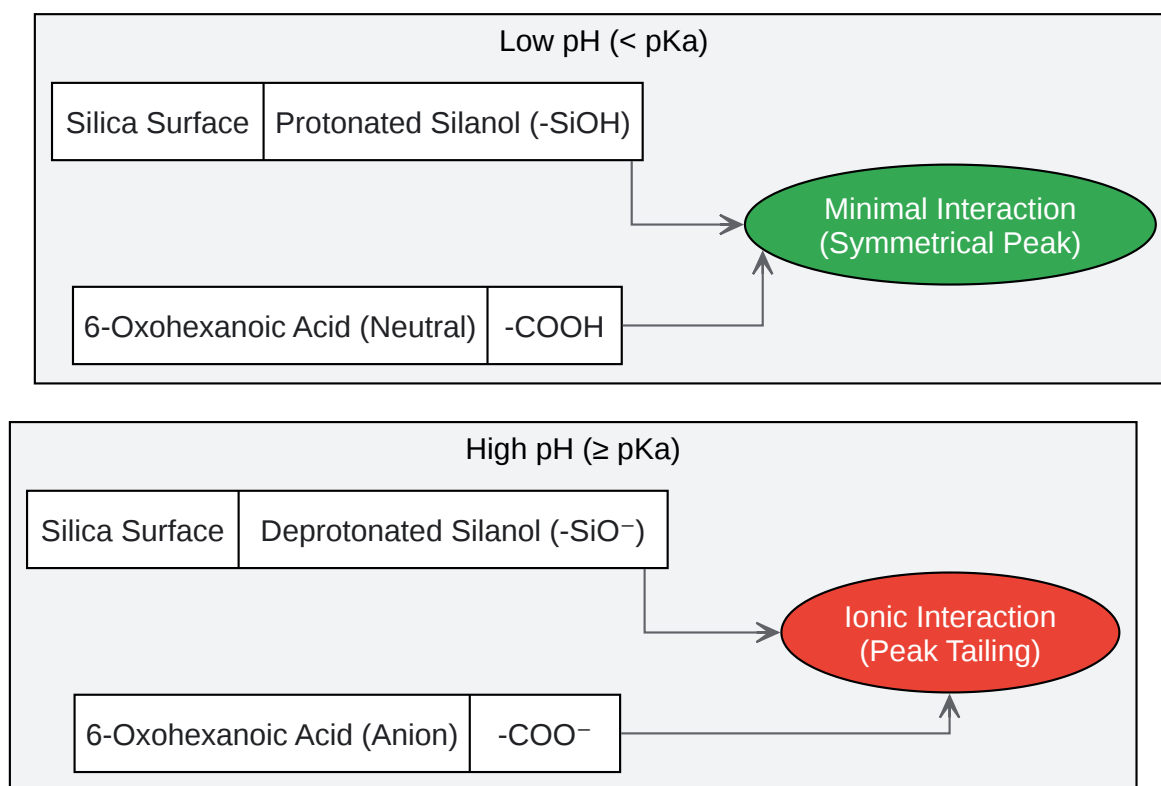 Low pH (< pKa)
Silica Surface
Protonated Silanol (-SiOH)
Minimal Interaction
(Symmetrical Peak)
6-Oxohexanoic Acid (Neutral)
-COOH
High pH (≥ pKa)
Silica Surface
Deprotonated Silanol (-SiO⁻)
Ionic Interaction
(Peak Tailing)
6-Oxohexanoic Acid (Anion)
-COO⁻